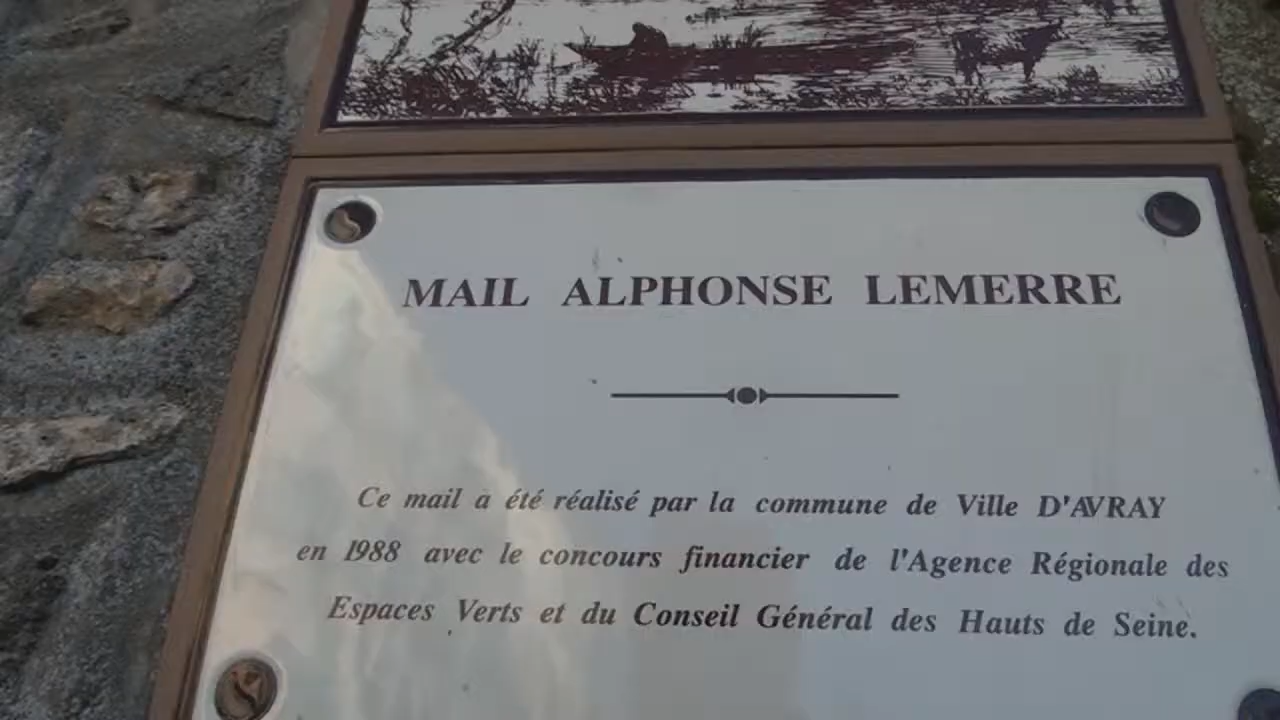 MAIL ALPHONSE LEMERRE
Ce mail a été réalisé par la commune de Ville D'AVRAY
en 1988 avec le concours financier de l'Agence Régionale des
Espaces Verts et du Conseil Général des Hauts de Seine.